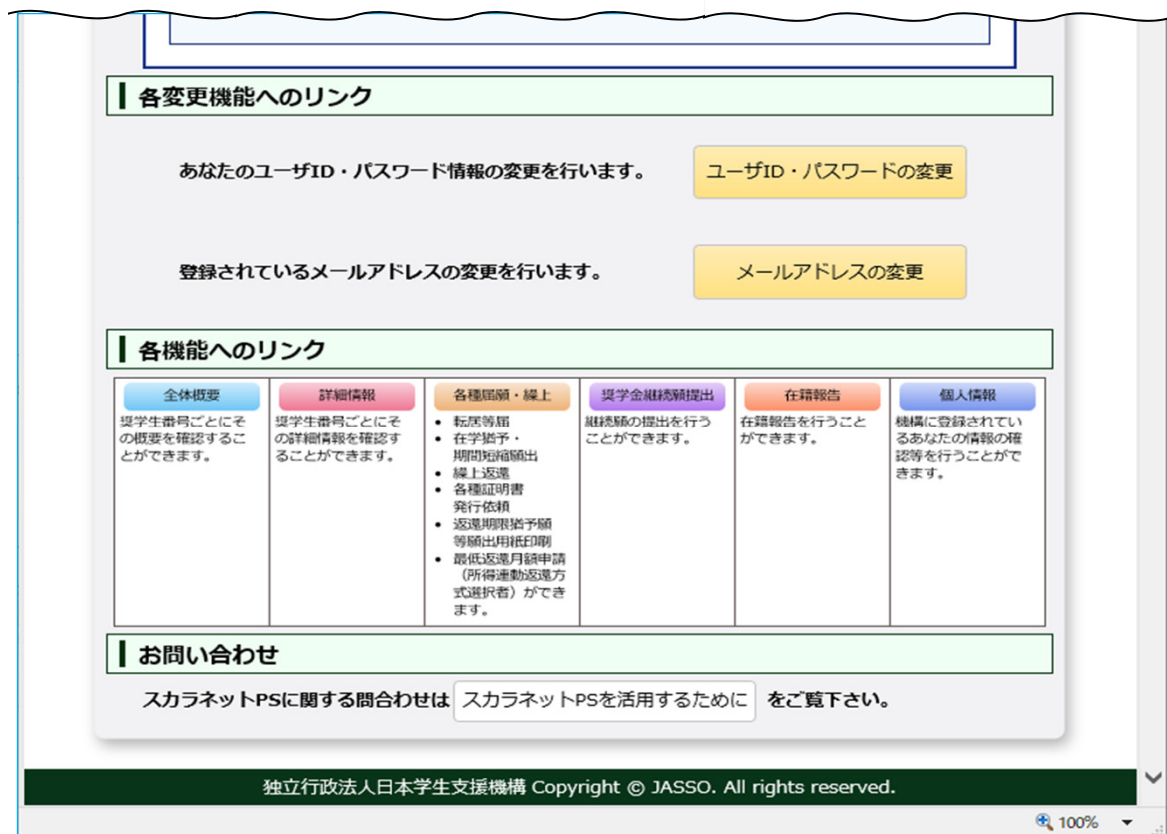 各変更機能へのリンク
あなたのユーザID・パスワード情報の変更を行います。
ユーザID・パスワードの変更
登録されているメールアドレスの変更を行います。
メールアドレスの変更
各機能へのリンク
全体概要
奨学生番号ごとにそ
の概要を確認するこ
とができます。
詳細情報
奨学生番号ごとにそ
の詳細情報を確認す
ることができます。
各種届願・繰上
• 転居等届
• 在学猶予・
期間短縮願出
• 繰上返還
• 各種証明書
発行依頼
• 返還期限猶予願
等願出用紙印刷
• 最低返還月額申請
（所得連動返還方
式選択者）ができ
ます。
奨学金継続願提出
継続願の提出を行う
ことができます。
在籍報告
在籍報告を行うこと
ができます。
個人情報
機構に登録されてい
るあなたの情報の確
認等を行うことがで
きます。
お問い合わせ
スカラネットPSに関する問合わせは スカラネットPSを活用するために をご覧下さい。
独立行政法人日本学生支援機構 Copyright © JASSO. All rights reserved.
100%